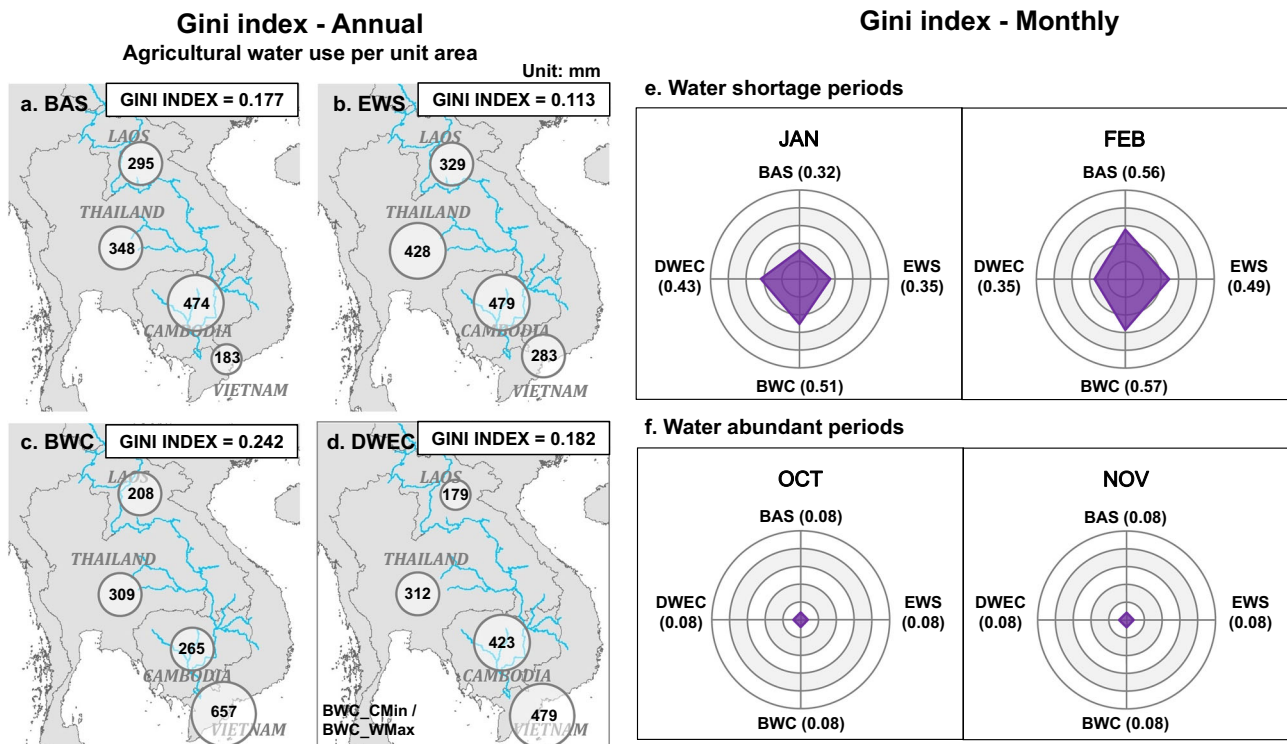 Gini index - Annual
Agricultural water use per unit area
Unit: mm
a. BAS
GINI INDEX = 0.177
LAOS
295
THAILAND
348
474
CAMBODIA
183
VIETNAM
b. EWS
GINI INDEX = 0.113
LAOS
329
THAILAND
428
479
CAMBODIA
283
VIETNAM
c. BWC
GINI INDEX = 0.242
LAOS
208
THAILAND
309
265
CAMBODIA
657
VIETNAM
d. DWEC
GINI INDEX = 0.182
LAOS
179
THAILAND
312
423
CAMBODIA
479
VIETNAM
BWC_CMin /
BWC_WMax
Gini index - Monthly
e. Water shortage periods
JAN
BAS (0.32)
DWEC
(0.43)
EWS
(0.35)
BWC (0.51)
FEB
BAS (0.56)
DWEC
(0.35)
EWS
(0.49)
BWC (0.57)
f. Water abundant periods
OCT
BAS (0.08)
DWEC
(0.08)
EWS
(0.08)
BWC (0.08)
NOV
BAS (0.08)
DWEC
(0.08)
EWS
(0.08)
BWC (0.08)